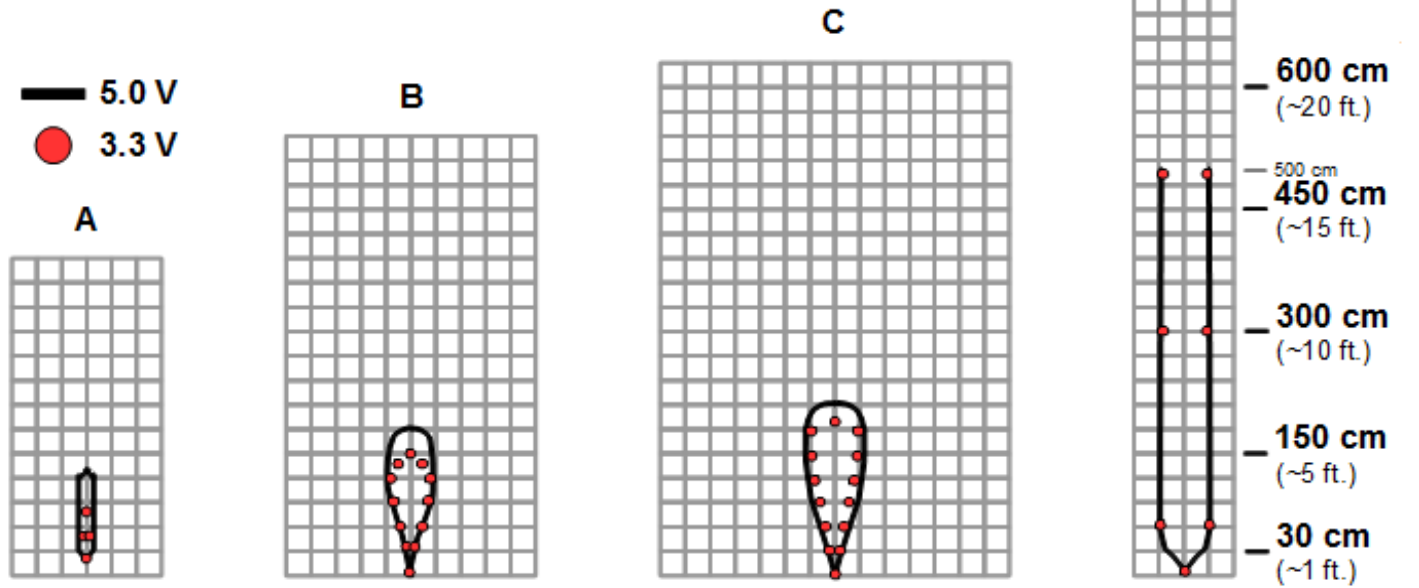 C
5.0 V
3.3 V
B
A
600 cm
(~20 ft.)
500 cm
450 cm
(~15 ft.)
300 cm
(~10 ft.)
150 cm
(~5 ft.)
30 cm
(~1 ft.)